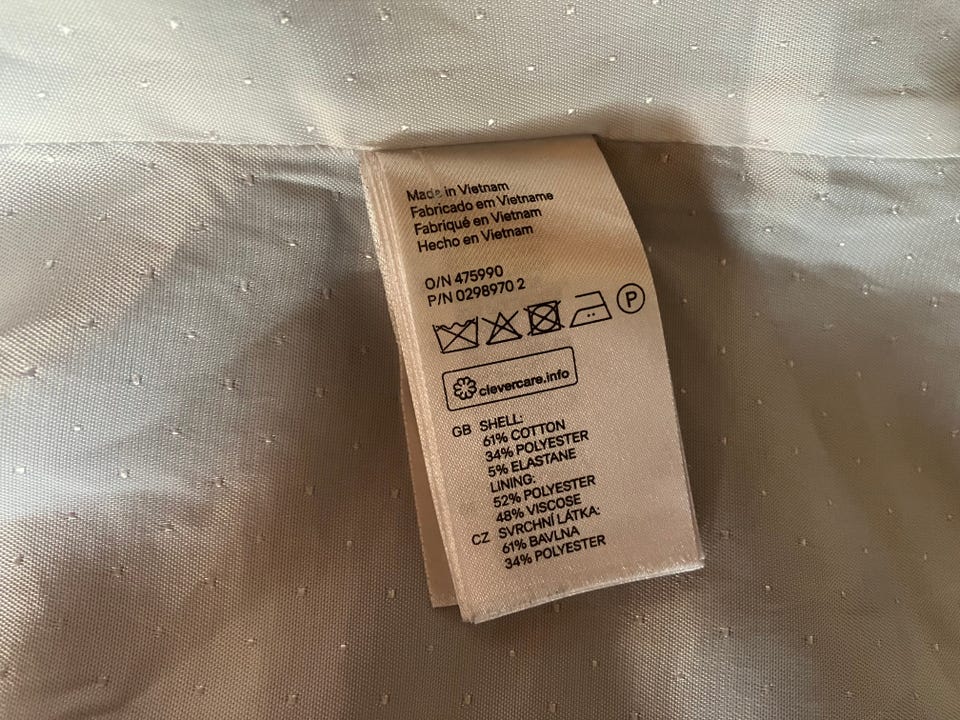 Made in Vietnam
Fabricado em Vietname
Fabriqué en Vietnam
Hecho en Vietnam
O/N 475990
P/N 0298970 2
P
clevercare.info
GB SHELL:
61% COTTON
34% POLYESTER
5% ELASTANE
LINING:
52% POLYESTER
48% VISCOSE
CZ SVRCHNÍ LÁTKA:
61% BAVLNA
34% POLYESTER